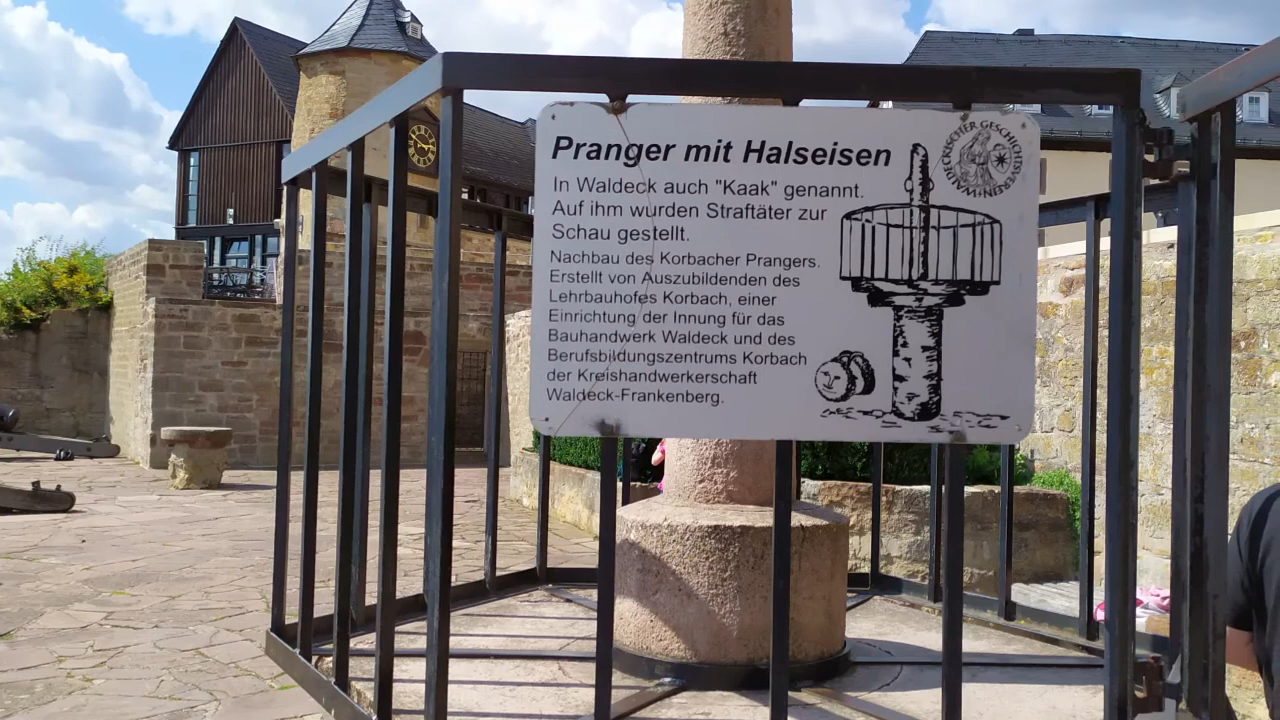 Pranger mit Halseisen
In Waldeck auch "Kaak" genannt.
Auf ihm wurden Straftäter zur
Schau gestellt.
Nachbau des Korbacher Prangers.
Erstellt von Auszubildenden des
Lehrbauhofes Korbach, einer
Einrichtung der Innung für das
Bauhandwerk Waldeck und des
Berufsbildungszentrums Korbach
der Kreishandwerkerschaft
Waldeck-Frankenberg.
WALDECKISCHER GESCHICHTSVEREIN